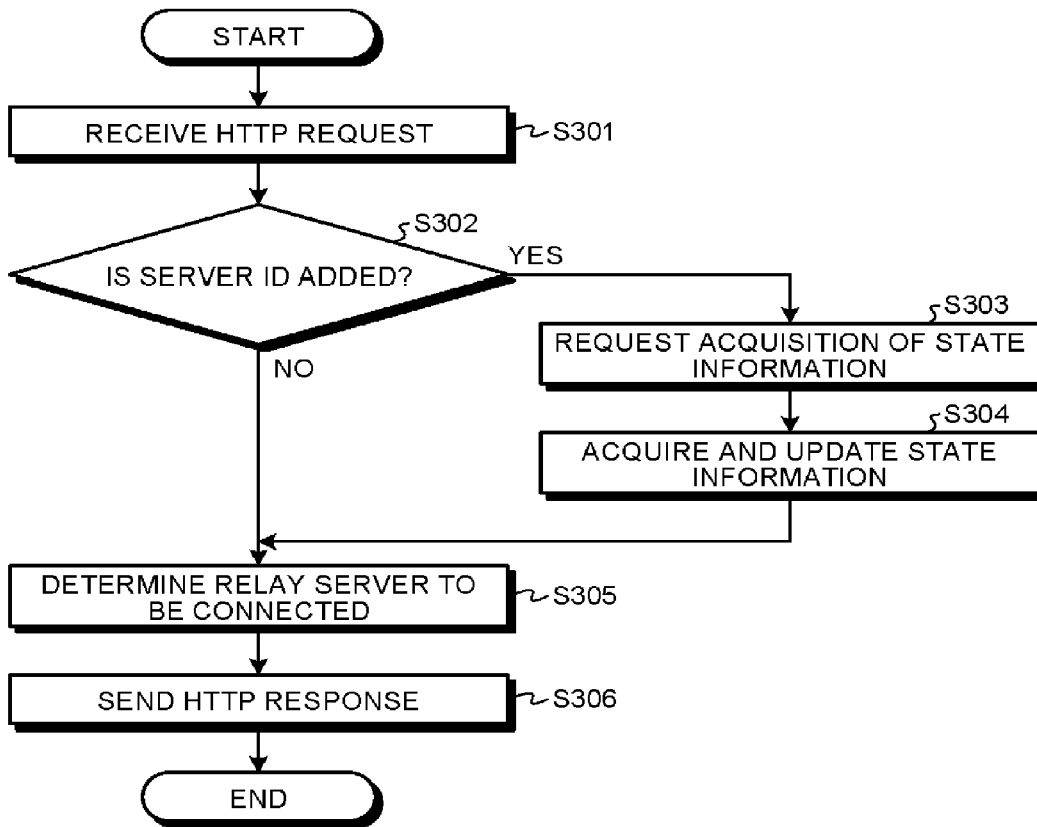 START
RECEIVE HTTP REQUEST
S301
S302
IS SERVER ID ADDED?
YES
NO
S303
REQUEST ACQUISITION OF STATE
INFORMATION
S304
ACQUIRE AND UPDATE STATE
INFORMATION
DETERMINE RELAY SERVER TO
BE CONNECTED
S305
SEND HTTP RESPONSE
S306
END